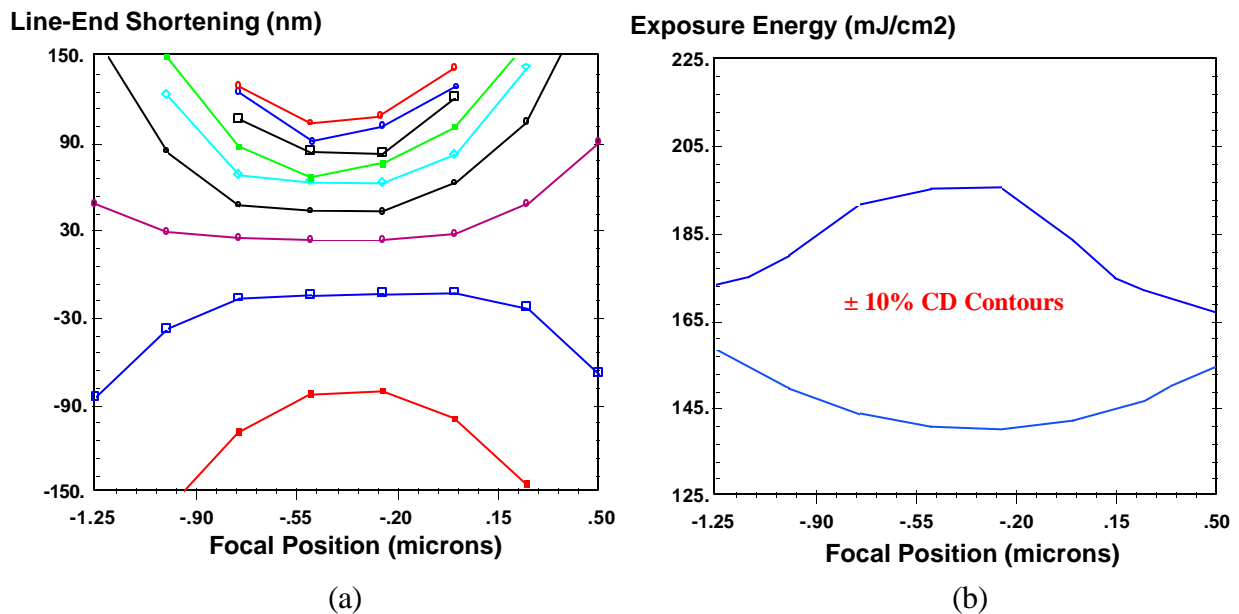 Line-End Shortening (nm)
150.
90.
30.
-30.
-90.
-150.
-1.25 -.90 -.55 -.20 .15 .50
Focal Position (microns)
(a)
Exposure Energy (mJ/cm2)
225.
205.
185.
165.
145.
125.
± 10% CD Contours
-1.25 -.90 -.55 -.20 .15 .50
Focal Position (microns)
(b)